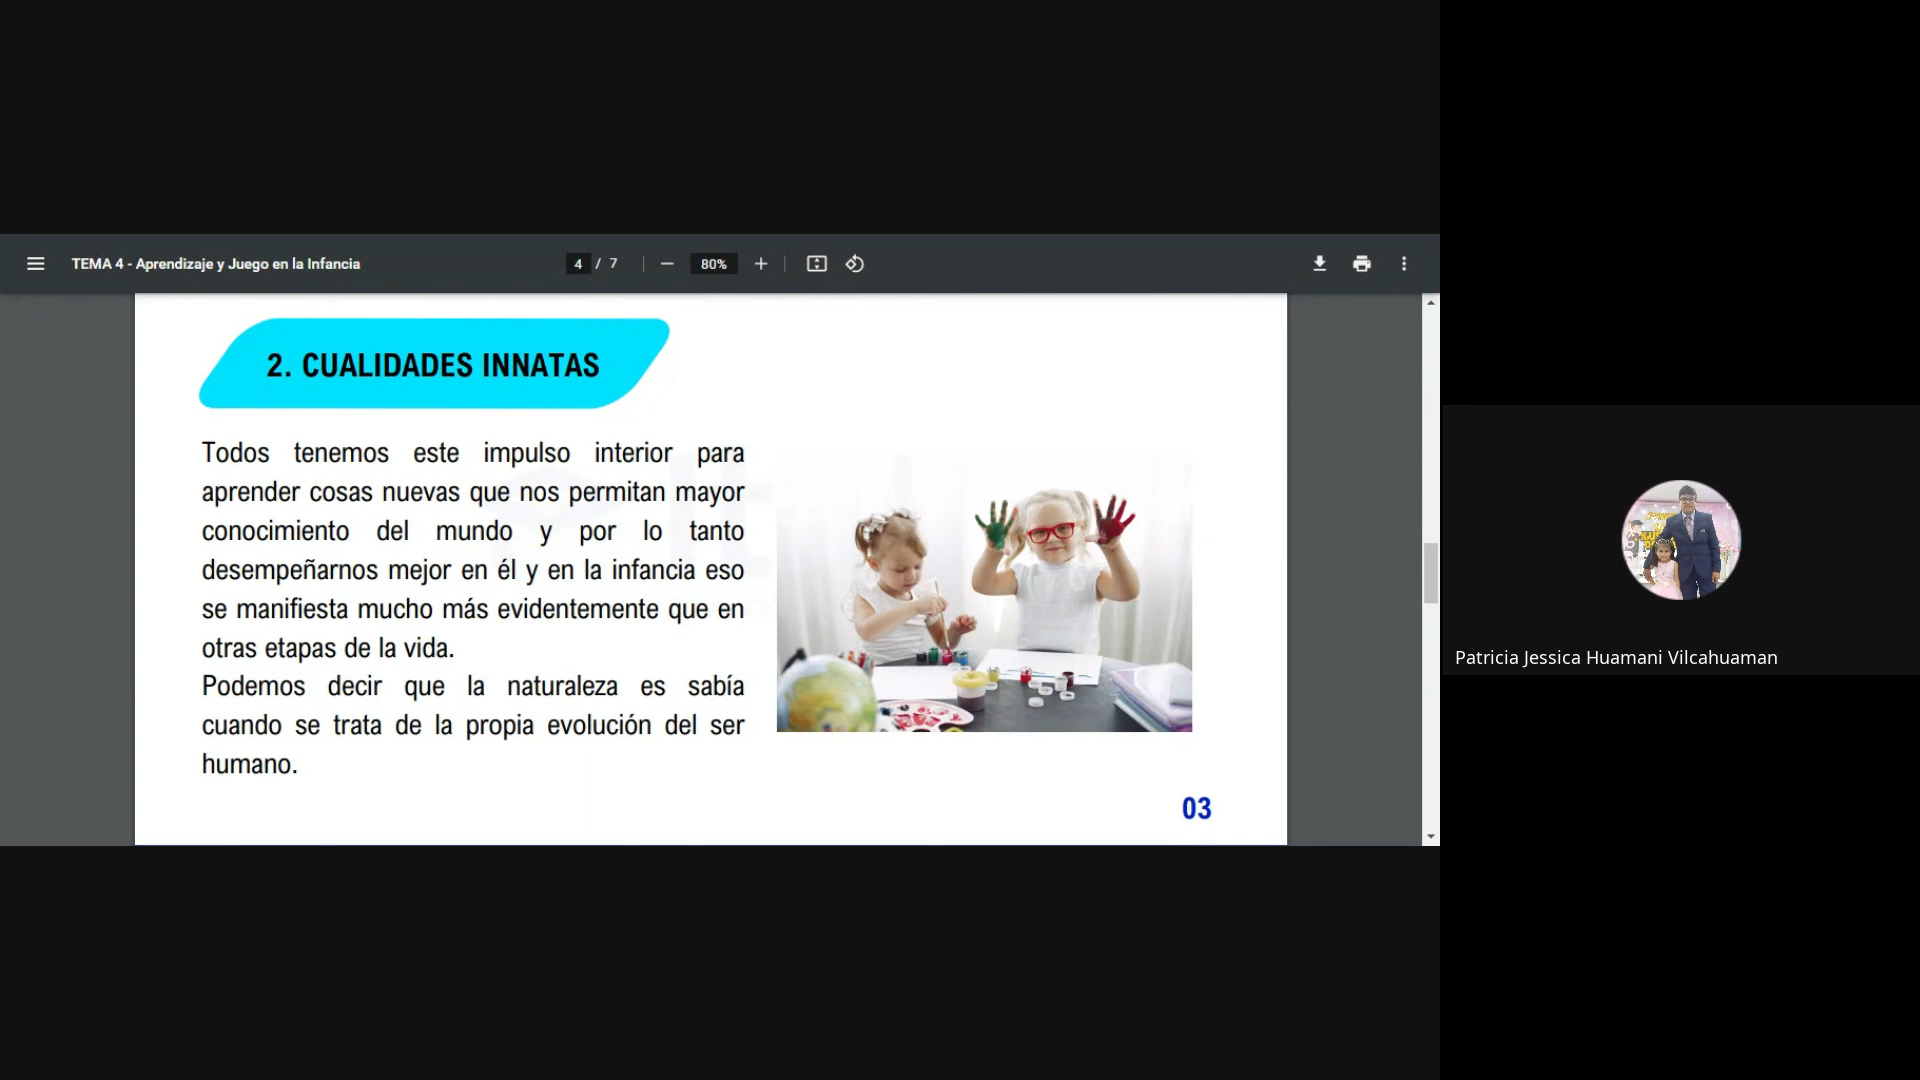 TEMA 4 - Aprendizaje y Juego en la Infancia
4 / 7
80%
2. CUALIDADES INNATAS
Todos tenemos este impulso interior para
aprender cosas nuevas que nos permitan mayor
conocimiento del mundo y por lo tanto
desempeñarnos mejor en él y en la infancia eso
se manifiesta mucho más evidentemente que en
otras etapas de la vida.
Podemos decir que la naturaleza es sabía
cuando se trata de la propia evolución del ser
humano.
03
Patricia Jessica Huamani Vilcahuaman